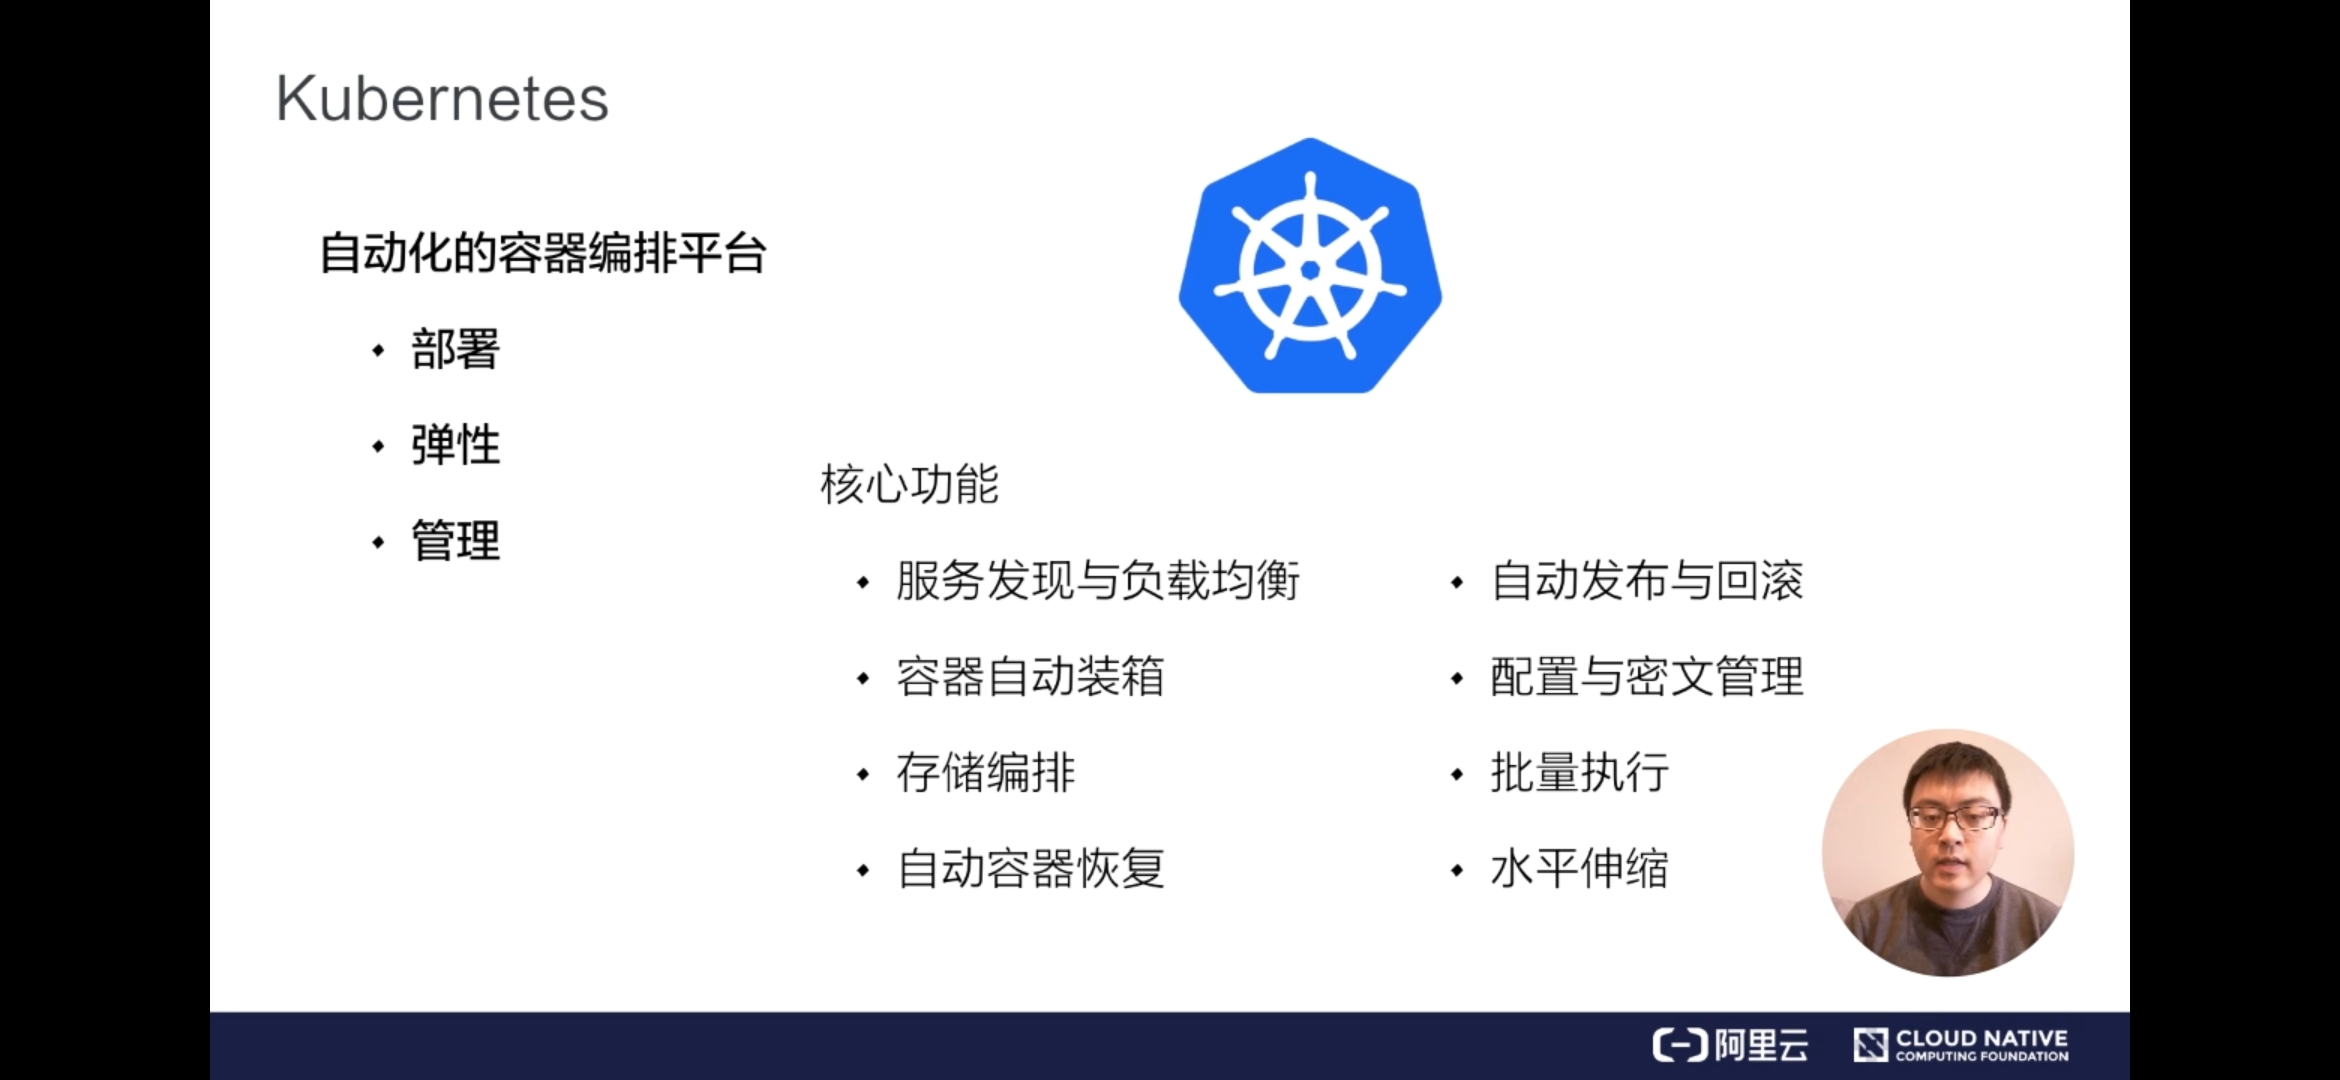 Kubernetes
自动化的容器编排平台
部署
弹性
管理
核心功能
服务发现与负载均衡
容器自动装箱
存储编排
自动容器恢复
自动发布与回滚
配置与密文管理
批量执行
水平伸缩
阿里云
CLOUD NATIVE
COMPUTING FOUNDATION